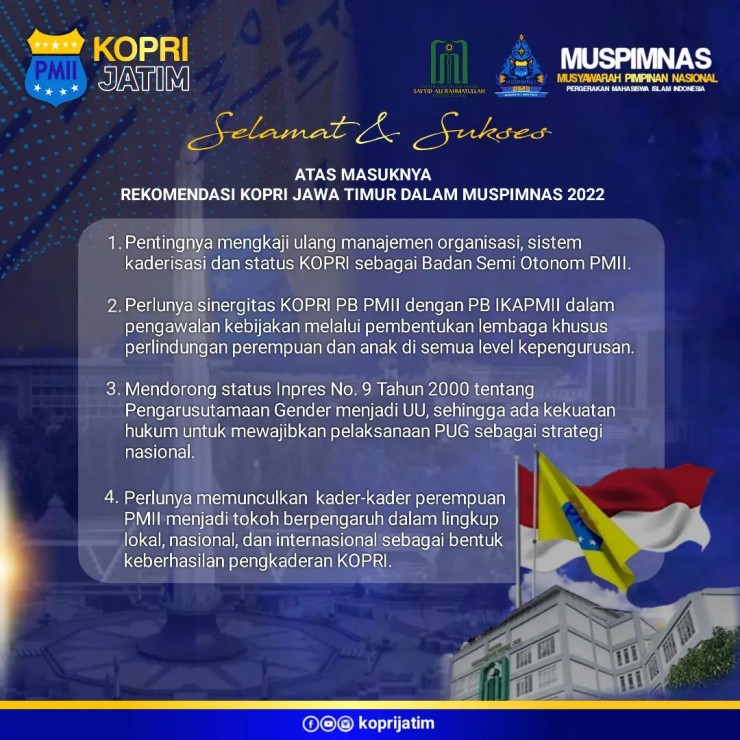 PMII
KOPRI
JATIM
SAYYID ALI RAHMATULLAH
PMII
MUSPIMNAS
MUSYAWARAH PIMPINAN NASIONAL
PERGERAKAN MAHASISWA ISLAM INDONESIA
Selamat & Sukses
ATAS MASUKNYA
REKOMENDASI KOPRI JAWA TIMUR DALAM MUSPIMNAS 2022
1. Pentingnya mengkaji ulang manajemen organisasi, sistem
kaderisasi dan status KOPRI sebagai Badan Semi Otonom PMII.
2. Perlunya sinergitas KOPRI PB PMII dengan PB IKAPMII dalam
pengawalan kebijakan melalui pembentukan lembaga khusus
perlindungan perempuan dan anak di semua level kepengurusan.
3. Mendorong status Inpres No. 9 Tahun 2000 tentang
Pengarusutamaan Gender menjadi UU, sehingga ada kekuatan
hukum untuk mewajibkan pelaksanaan PUG sebagai strategi
nasional.
4. Perlunya memunculkan kader-kader perempuan
PMII menjadi tokoh berpengaruh dalam lingkup
lokal, nasional, dan internasional sebagai bentuk
keberhasilan pengkaderan KOPRI.
koprijatim